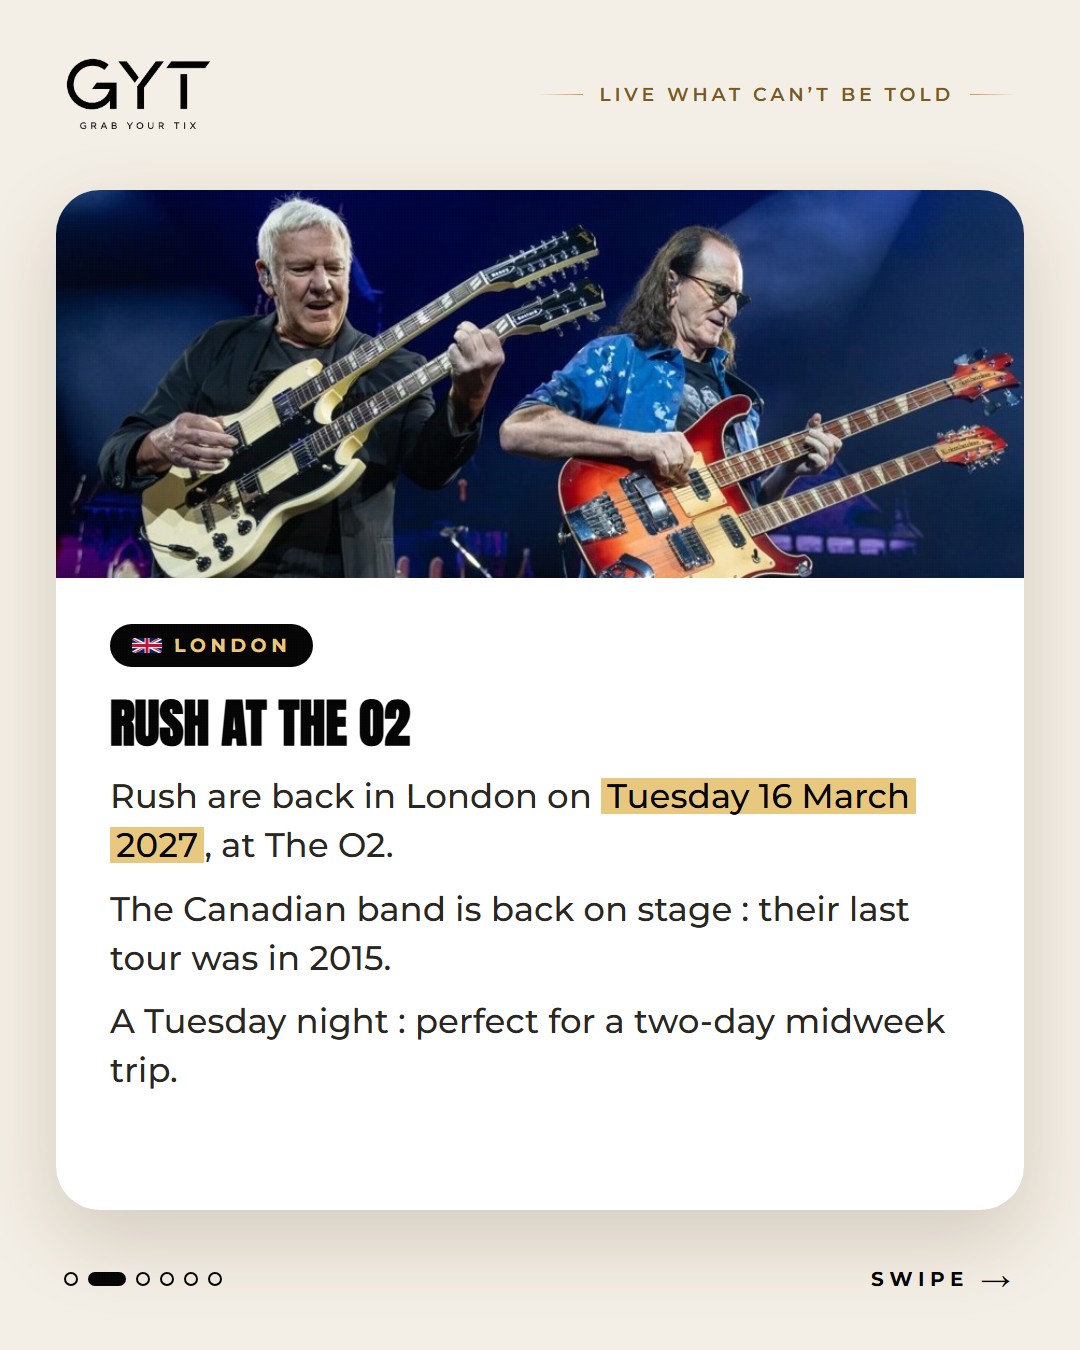 GYT
GRAB YOUR TIX
LIVE WHAT CAN’T BE TOLD
LONDON
RUSH AT THE O2
Rush are back in London on Tuesday 16 March
2027, at The O2.
The Canadian band is back on stage : their last
tour was in 2015.
A Tuesday night : perfect for a two-day midweek
trip.
SWIPE →